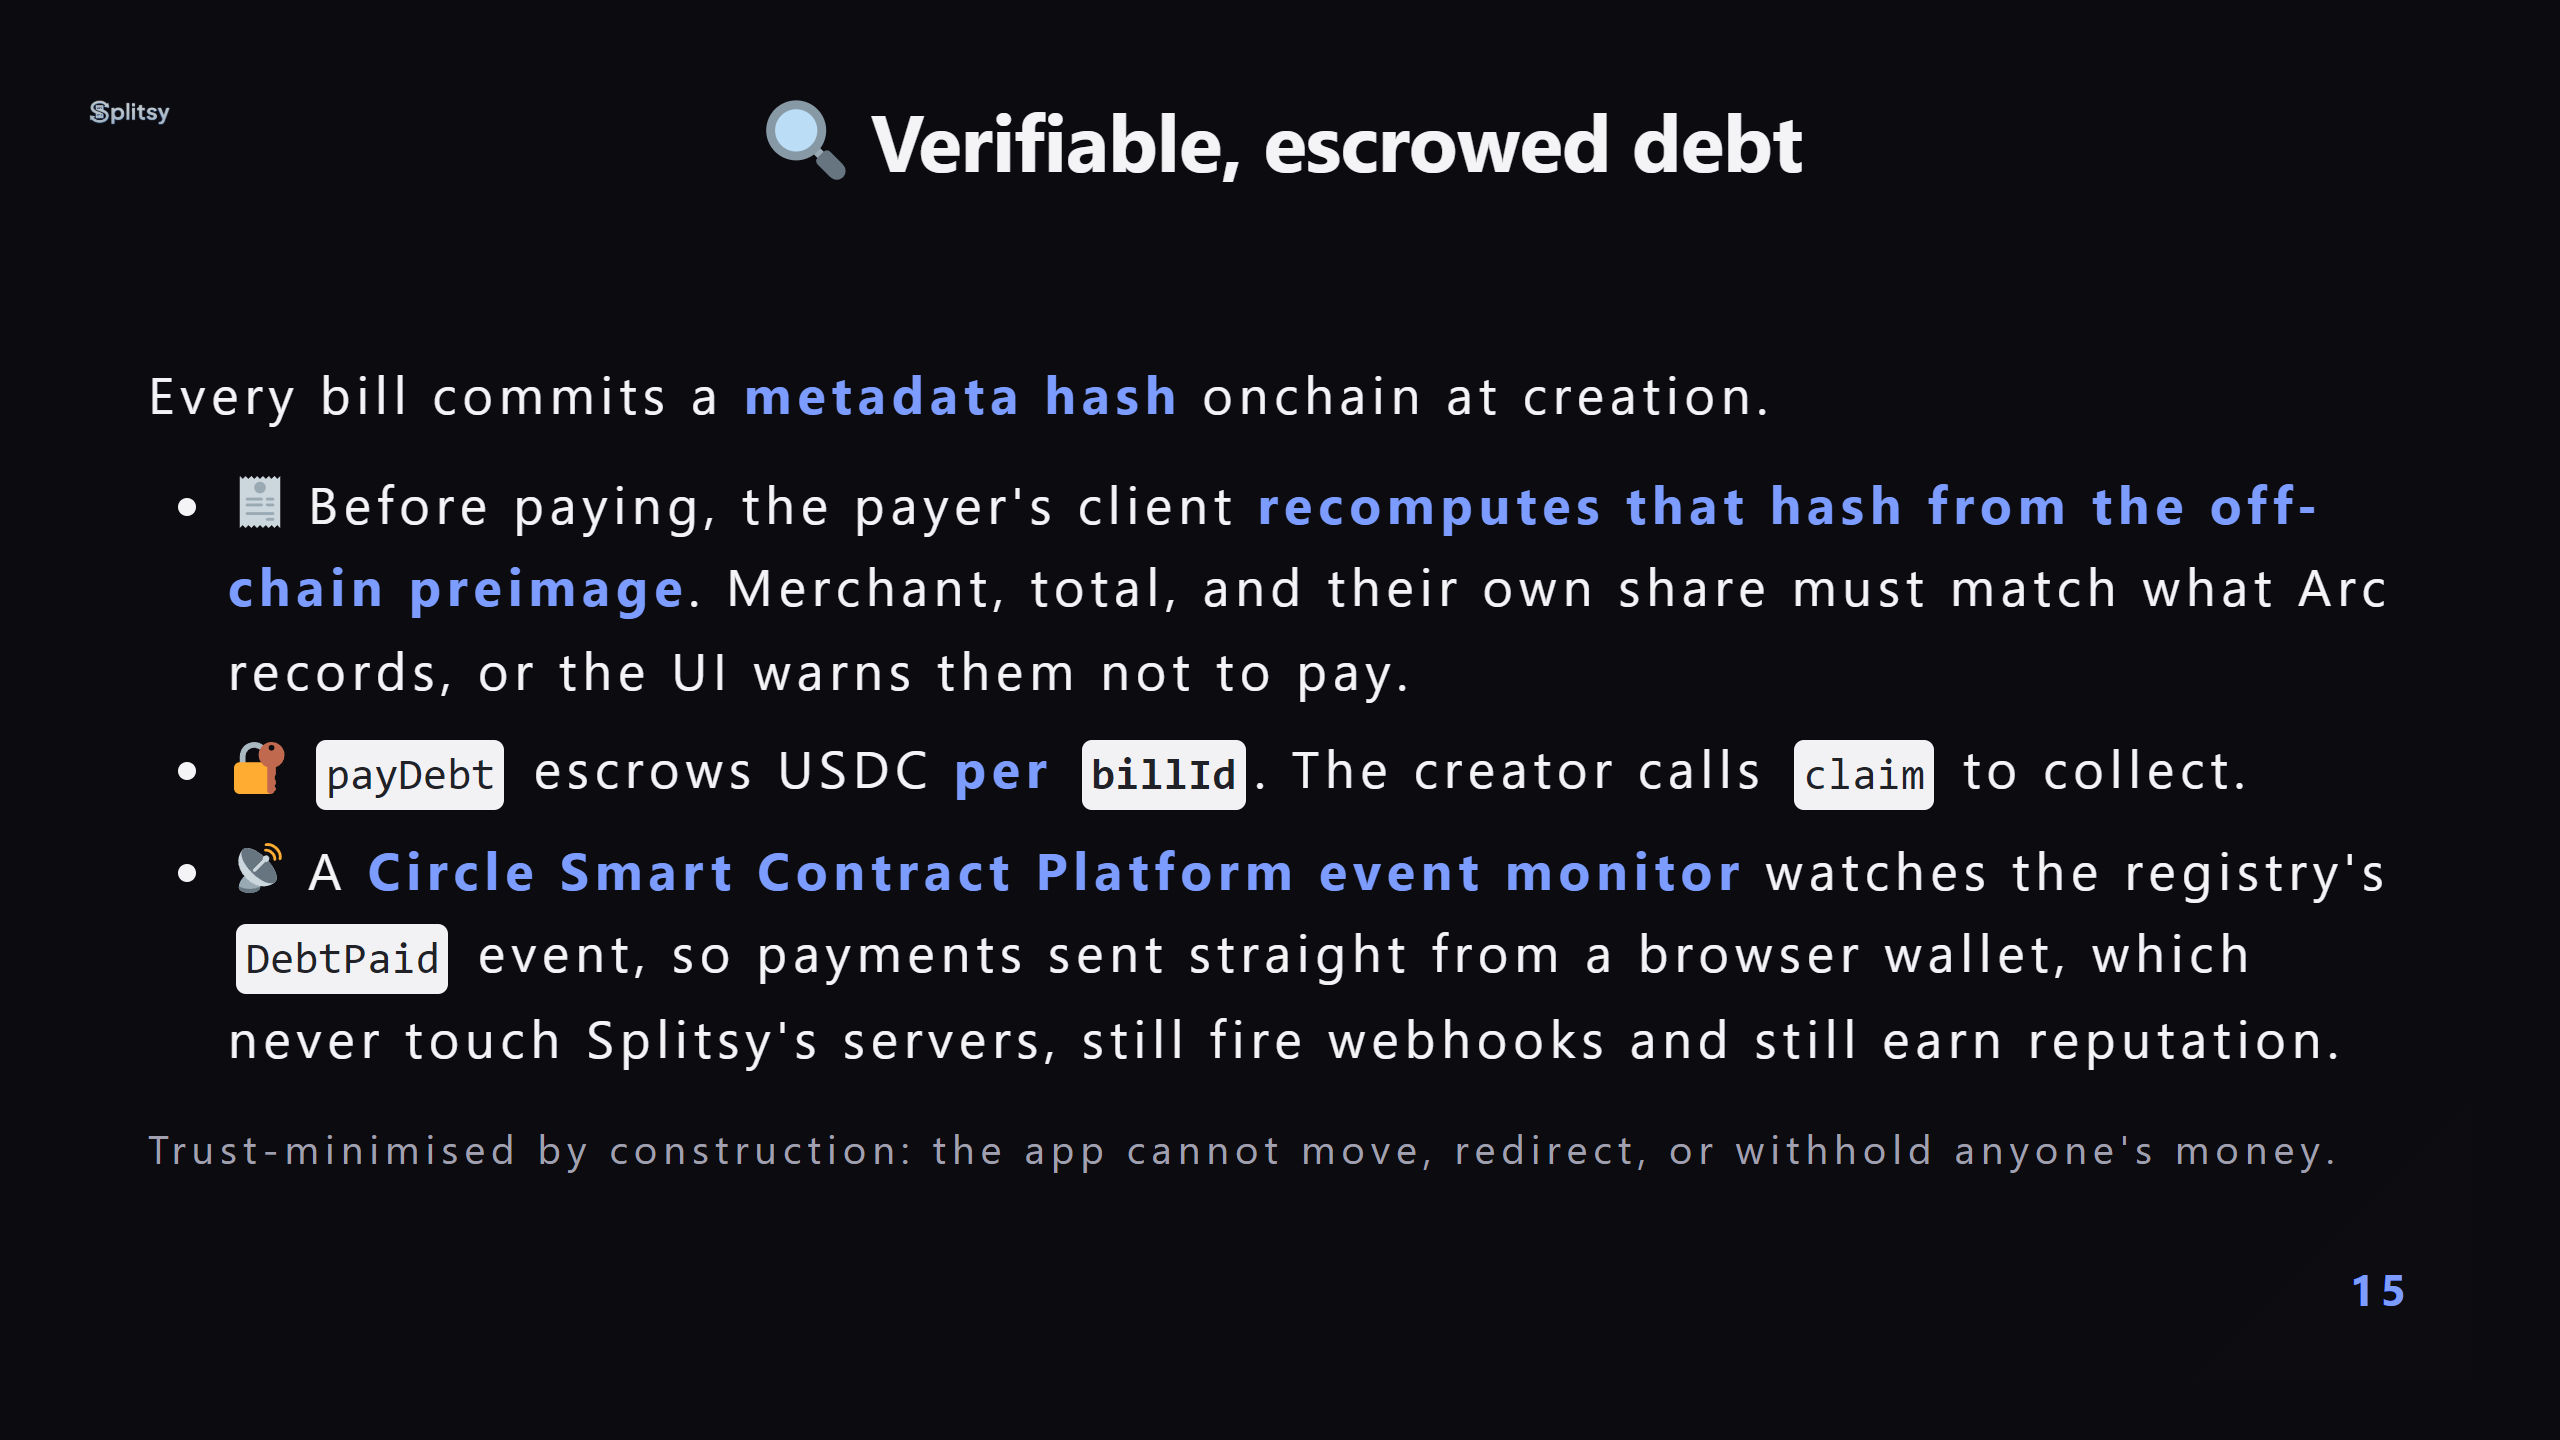 Splitsy
Verifiable, escrowed debt
Every bill commits a metadata hash onchain at creation.
Before paying, the payer's client recomputes that hash from the off-
chain preimage. Merchant, total, and their own share must match what Arc
records, or the UI warns them not to pay.
payDebt escrows USDC per billId. The creator calls claim to collect.
A Circle Smart Contract Platform event monitor watches the registry's
DebtPaid event, so payments sent straight from a browser wallet, which
never touch Splitsy's servers, still fire webhooks and still earn reputation.
Trust-minimised by construction: the app cannot move, redirect, or withhold anyone's money.
15